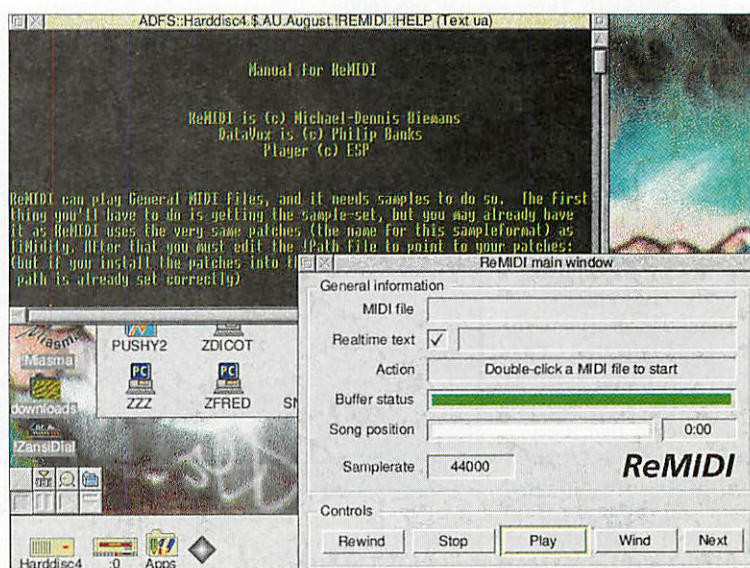 ADFS::Harddisc4.$.AU.August.!REMIDI.!HELP (Text ua)
Manual for ReMIDI
ReMIDI is (c) Michael-Dennis Biemans
DataVox is (c) Philip Banks
Player (c) ESP
ReMIDI can play General MIDI files, and it needs samples to do so. The first
thing you'll have to do is getting the sample-set, but you may already have
it as ReMIDI uses the very same patches (the name for this sampleformat) as
TiMidity. After that you must edit the !Path file to point to your patches:
(but if you install the patches into t
path is already set correctly)
ReMIDI main window
General information
MIDI file
Realtime text
Action Double-click a MIDI file to start
Buffer status
Song position 0:00
Samplerate 44000
ReMIDI
Controls
Rewind Stop Play Wind Next
!Miasma
PUSHY2 ZDICOT
downloads
PC PC
ZZZ ZFRED SN
!ZansiDial
Harddisc4 :0 Apps